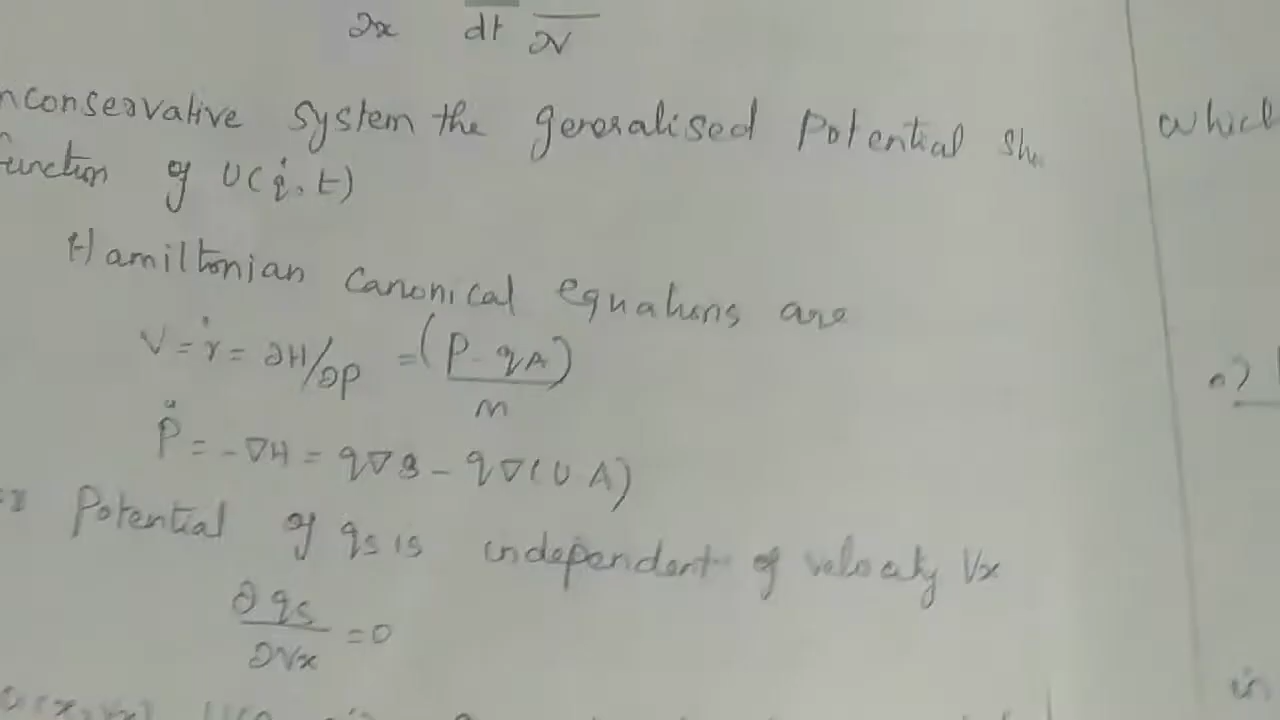 ∂x dt ∂V
nconservative system the generalised Potential sh
which
function of U(q̇, t)
Hamiltonian canonical equations are
V = ṙ = ∂H/∂P = (P - qA)/m
P̈ = -∇H = q∇φ - q∇(U A)
Potential of qs is independent of velocity Vx
∂qs/∂Vx = 0
in